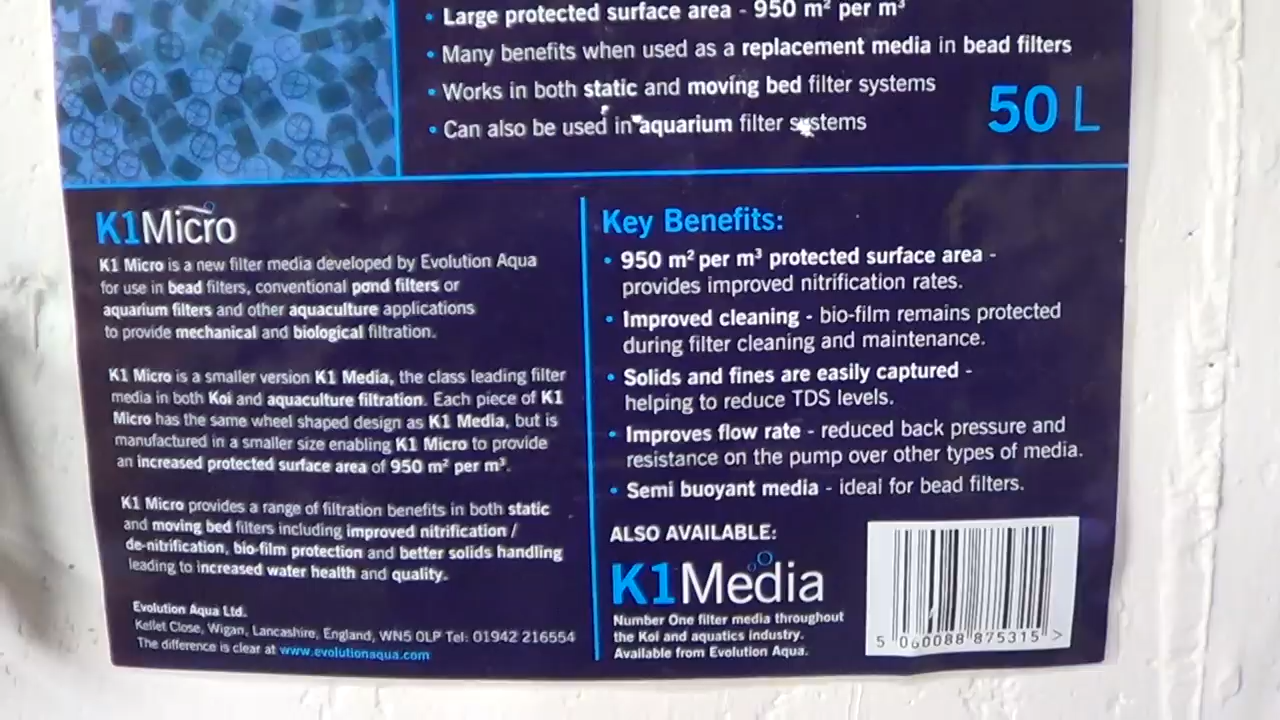 • Large protected surface area - 950 m² per m³
• Many benefits when used as a replacement media in bead filters
• Works in both static and moving bed filter systems
• Can also be used in aquarium filter systems
50 L
K1Micro
K1 Micro is a new filter media developed by Evolution Aqua
for use in bead filters, conventional pond filters or
aquarium filters and other aquaculture applications
to provide mechanical and biological filtration.
K1 Micro is a smaller version K1 Media, the class leading filter
media in both Koi and aquaculture filtration. Each piece of K1
Micro has the same wheel shaped design as K1 Media, but is
manufactured in a smaller size enabling K1 Micro to provide
an increased protected surface area of 950 m² per m³.
K1 Micro provides a range of filtration benefits in both static
and moving bed filters including improved nitrification /
de-nitrification, bio-film protection and better solids handling
leading to increased water health and quality.
Evolution Aqua Ltd.
Kellet Close, Wigan, Lancashire, England, WN5 0LP Tel: 01942 216554
The difference is clear at www.evolutionaqua.com
Key Benefits:
• 950 m² per m³ protected surface area -
provides improved nitrification rates.
• Improved cleaning - bio-film remains protected
during filter cleaning and maintenance.
• Solids and fines are easily captured -
helping to reduce TDS levels.
• Improves flow rate - reduced back pressure and
resistance on the pump over other types of media.
• Semi buoyant media - ideal for bead filters.
ALSO AVAILABLE:
K1Media
Number One filter media throughout
the Koi and aquatics industry.
Available from Evolution Aqua.
5 060088 875315 >